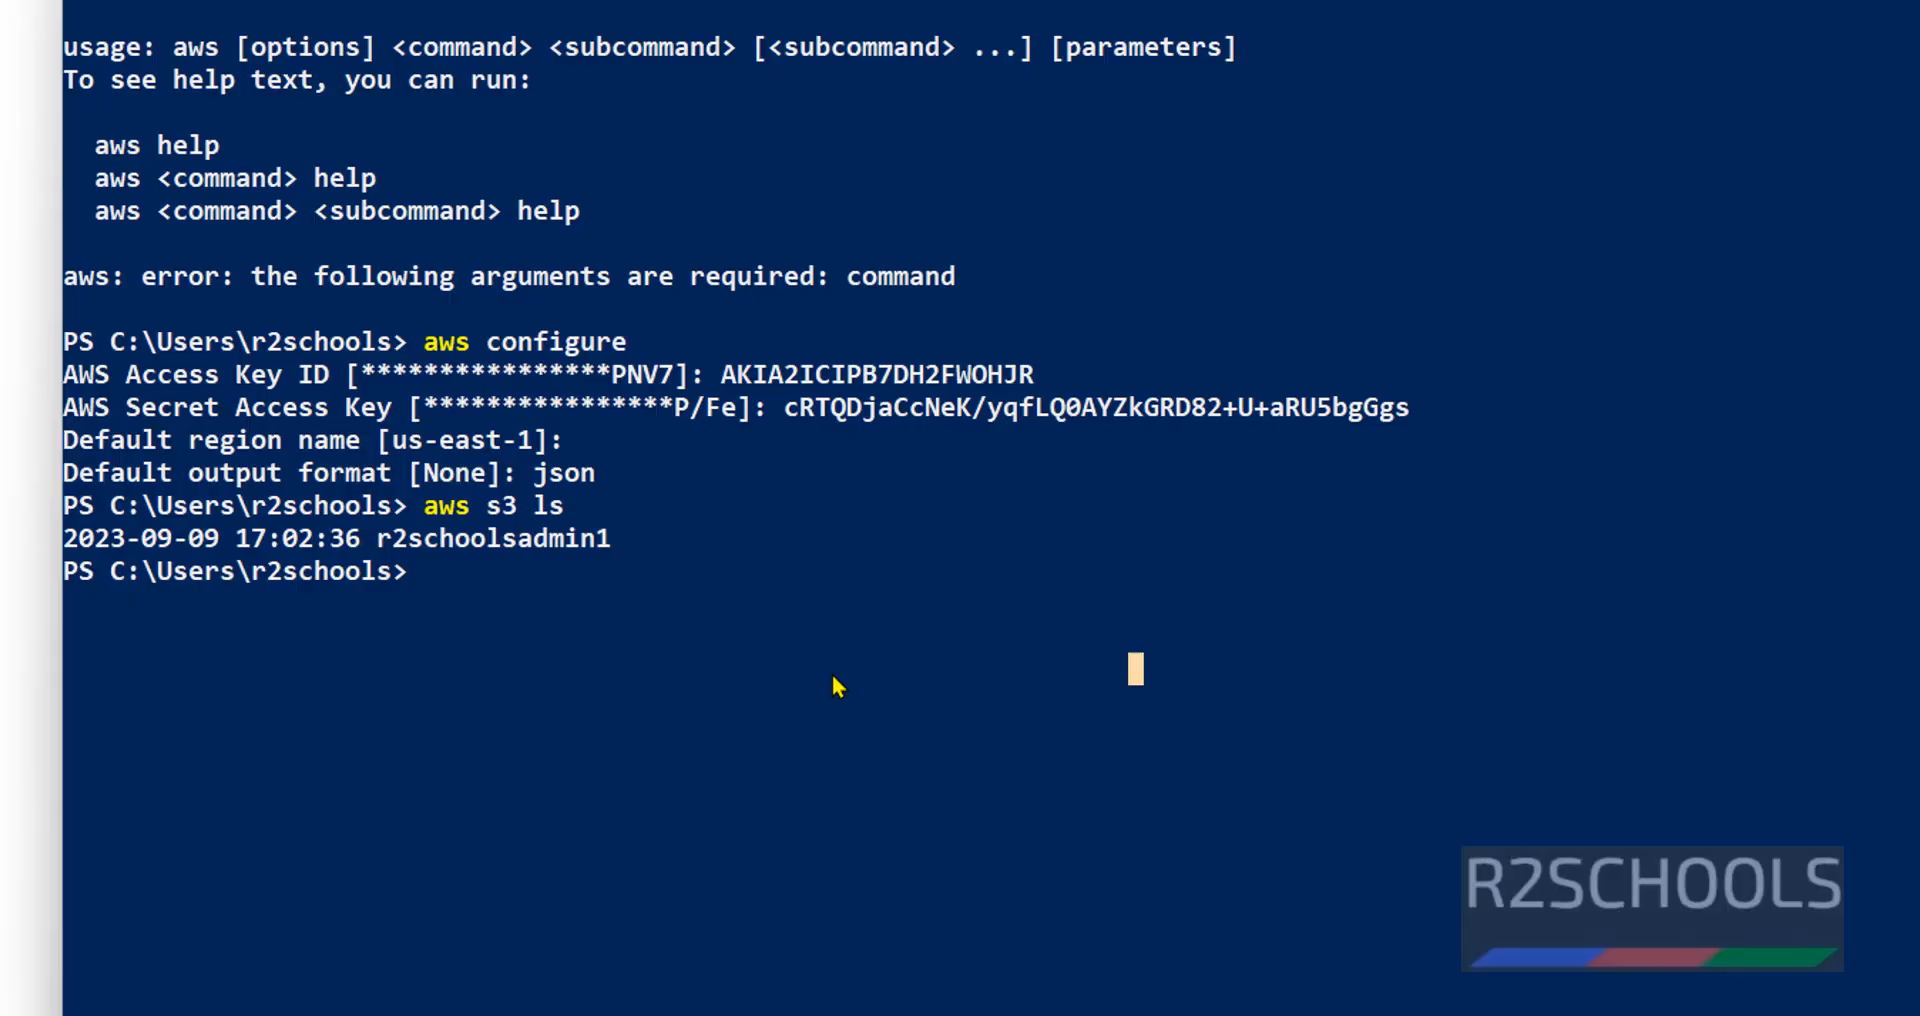 usage: aws [options] <command> <subcommand> [<subcommand> ...] [parameters]
To see help text, you can run:
aws help
aws <command> help
aws <command> <subcommand> help
aws: error: the following arguments are required: command
PS C:\Users\r2schools> aws configure
AWS Access Key ID [****************PNV7]: AKIA2ICIPB7DH2FWOHJR
AWS Secret Access Key [****************P/Fe]: 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
Default region name [us-east-1]:
Default output format [None]: json
PS C:\Users\r2schools> aws s3 ls
2023-09-09 17:02:36 r2schoolsadmin1
PS C:\Users\r2schools>
R2SCHOOLS